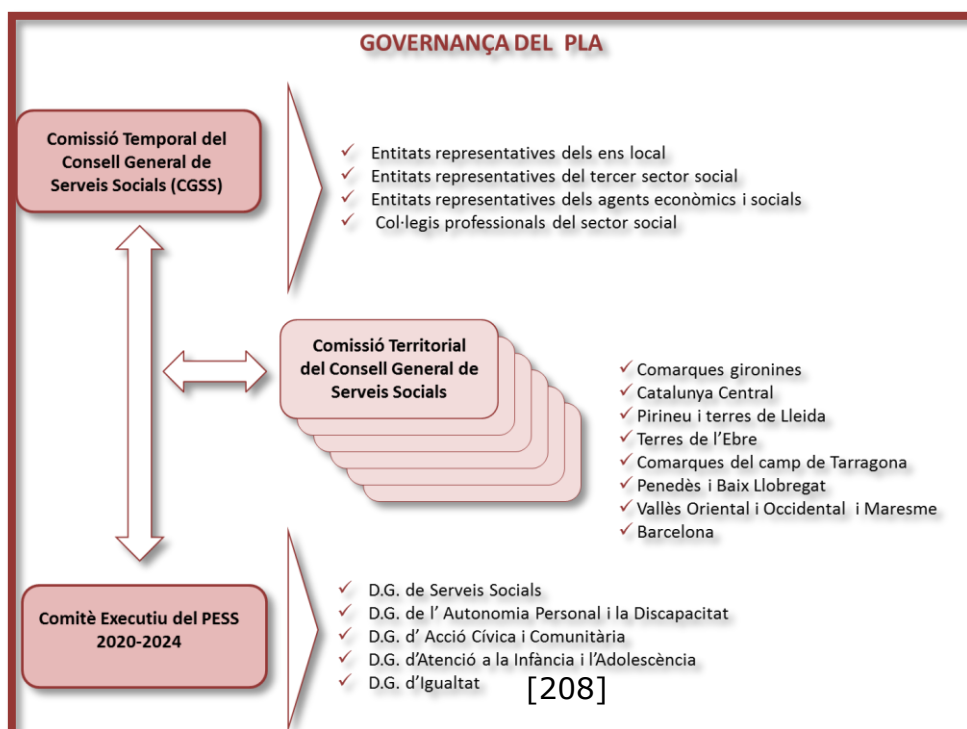 GOVERNANÇA DEL PLA
Comissió Temporal del
Consell General de
Serveis Socials (CGSS)
Entitats representatives dels ens local
Entitats representatives del tercer sector social
Entitats representatives dels agents econòmics i socials
Col·legis professionals del sector social
Comissió Territorial
del Consell General de
Serveis Socials
Comarques gironines
Catalunya Central
Pirineu i terres de Lleida
Terres de l'Ebre
Comarques del camp de Tarragona
Penedès i Baix Llobregat
Vallès Oriental i Occidental i Maresme
Barcelona
Comitè Executiu del PESS
2020-2024
D.G. de Serveis Socials
D.G. de l' Autonomia Personal i la Discapacitat
D.G. d' Acció Cívica i Comunitària
D.G. d'Atenció a la Infància i l'Adolescència
D.G. d'Igualtat [208]